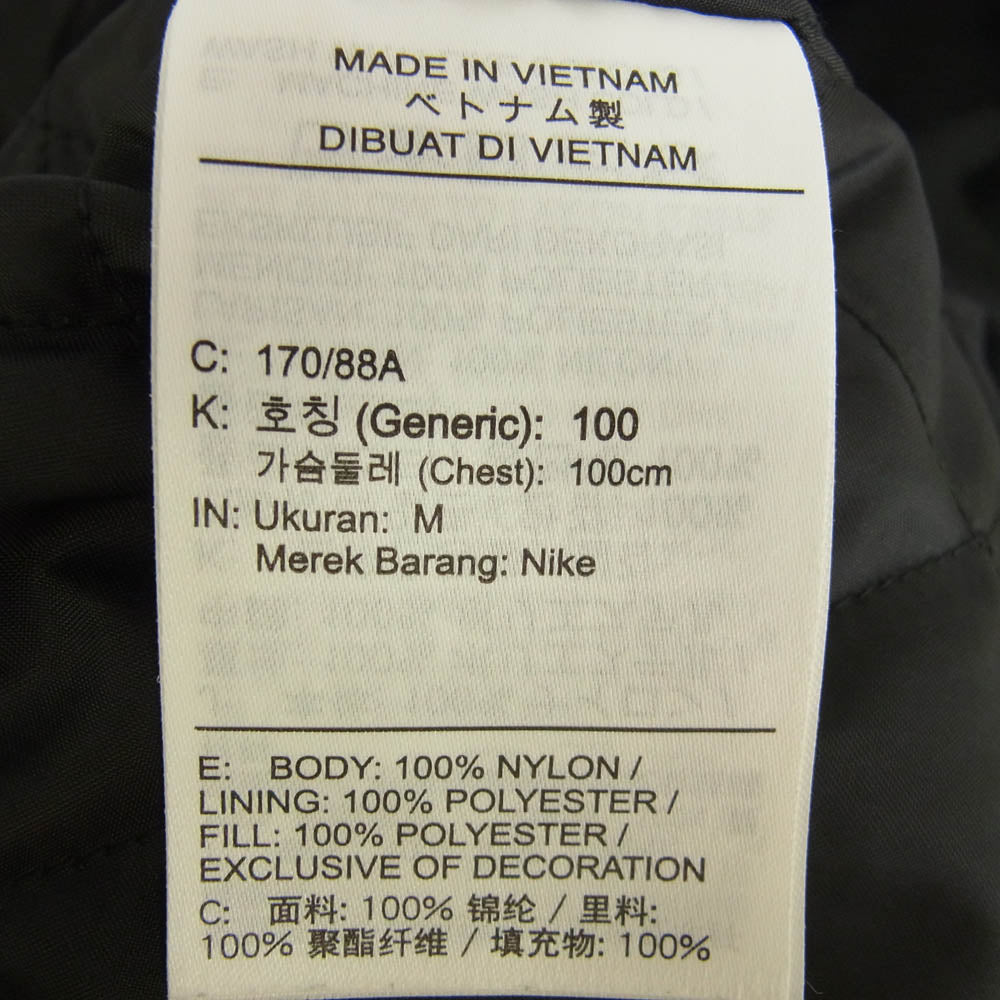 MADE IN VIETNAM
ベトナム製
DIBUAT DI VIETNAM
C: 170/88A
K: 호칭 (Generic): 100
가슴둘레 (Chest): 100cm
IN: Ukuran: M
Merek Barang: Nike
E: BODY: 100% NYLON /
LINING: 100% POLYESTER /
FILL: 100% POLYESTER /
EXCLUSIVE OF DECORATION
C: 面料: 100% 锦纶 / 里料:
100% 聚酯纤维 / 填充物: 100%